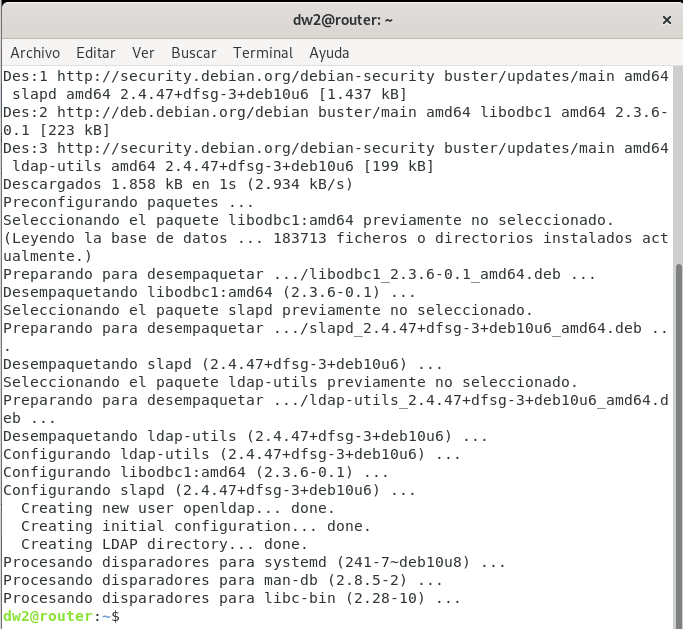 dw2@router: ~
Archivo Editar Ver Buscar Terminal Ayuda
Des:1 http://security.debian.org/debian-security buster/updates/main amd64
 slapd amd64 2.4.47+dfsg-3+deb10u6 [1.437 kB]
Des:2 http://deb.debian.org/debian buster/main amd64 libodbc1 amd64 2.3.6-
0.1 [223 kB]
Des:3 http://security.debian.org/debian-security buster/updates/main amd64
 ldap-utils amd64 2.4.47+dfsg-3+deb10u6 [199 kB]
Descargados 1.858 kB en 1s (2.934 kB/s)
Preconfigurando paquetes ...
Seleccionando el paquete libodbc1:amd64 previamente no seleccionado.
(Leyendo la base de datos ... 183713 ficheros o directorios instalados act
ualmente.)
Preparando para desempaquetar .../libodbc1_2.3.6-0.1_amd64.deb ...
Desempaquetando libodbc1:amd64 (2.3.6-0.1) ...
Seleccionando el paquete slapd previamente no seleccionado.
Preparando para desempaquetar .../slapd_2.4.47+dfsg-3+deb10u6_amd64.deb ..
.
Desempaquetando slapd (2.4.47+dfsg-3+deb10u6) ...
Seleccionando el paquete ldap-utils previamente no seleccionado.
Preparando para desempaquetar .../ldap-utils_2.4.47+dfsg-3+deb10u6_amd64.d
eb ...
Desempaquetando ldap-utils (2.4.47+dfsg-3+deb10u6) ...
Configurando ldap-utils (2.4.47+dfsg-3+deb10u6) ...
Configurando libodbc1:amd64 (2.3.6-0.1) ...
Configurando slapd (2.4.47+dfsg-3+deb10u6) ...
  Creating new user openldap... done.
  Creating initial configuration... done.
  Creating LDAP directory... done.
Procesando disparadores para systemd (241-7~deb10u8) ...
Procesando disparadores para man-db (2.8.5-2) ...
Procesando disparadores para libc-bin (2.28-10) ...
dw2@router:~$